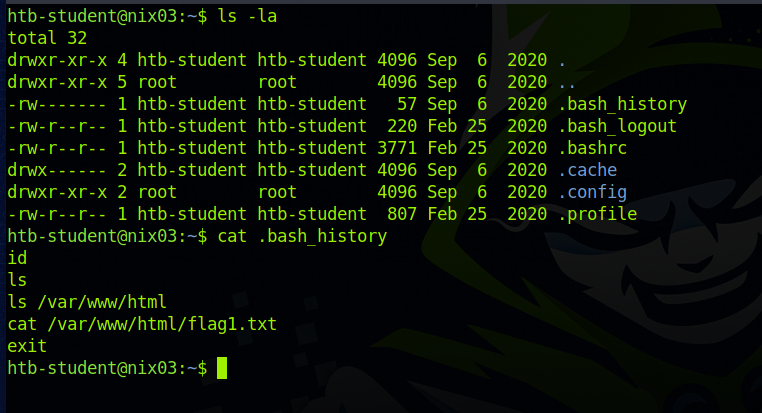 htb-student@nix03:~$ ls -la
total 32
drwxr-xr-x 4 htb-student htb-student 4096 Sep  6  2020 .
drwxr-xr-x 5 root        root        4096 Sep  6  2020 ..
-rw------- 1 htb-student htb-student   57 Sep  6  2020 .bash_history
-rw-r--r-- 1 htb-student htb-student  220 Feb 25  2020 .bash_logout
-rw-r--r-- 1 htb-student htb-student 3771 Feb 25  2020 .bashrc
drwx------ 2 htb-student htb-student 4096 Sep  6  2020 .cache
drwxr-xr-x 2 root        root        4096 Sep  6  2020 .config
-rw-r--r-- 1 htb-student htb-student  807 Feb 25  2020 .profile
htb-student@nix03:~$ cat .bash_history
id
ls
ls /var/www/html
cat /var/www/html/flag1.txt
exit
htb-student@nix03:~$